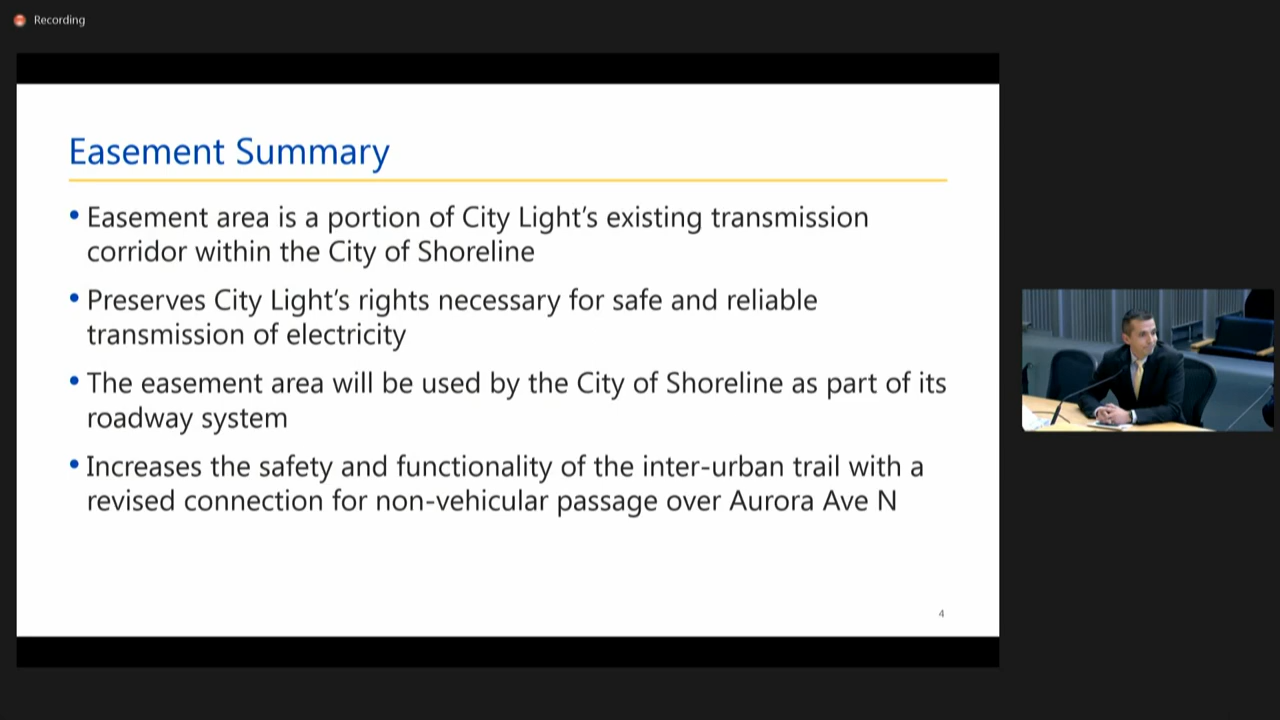 Recording
Easement Summary
• Easement area is a portion of City Light's existing transmission
corridor within the City of Shoreline
• Preserves City Light's rights necessary for safe and reliable
transmission of electricity
• The easement area will be used by the City of Shoreline as part of its
roadway system
• Increases the safety and functionality of the inter-urban trail with a
revised connection for non-vehicular passage over Aurora Ave N
4